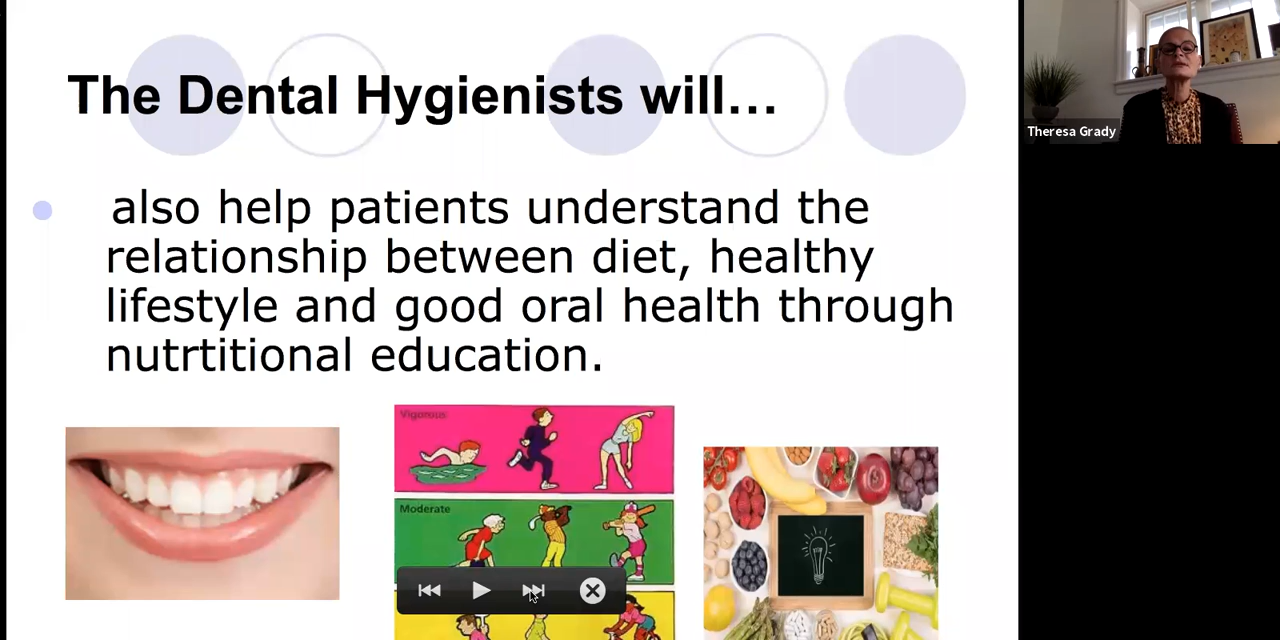 The Dental Hygienists will…
also help patients understand the
relationship between diet, healthy
lifestyle and good oral health through
nutrtitional education.
Vigorous
Moderate
Theresa Grady